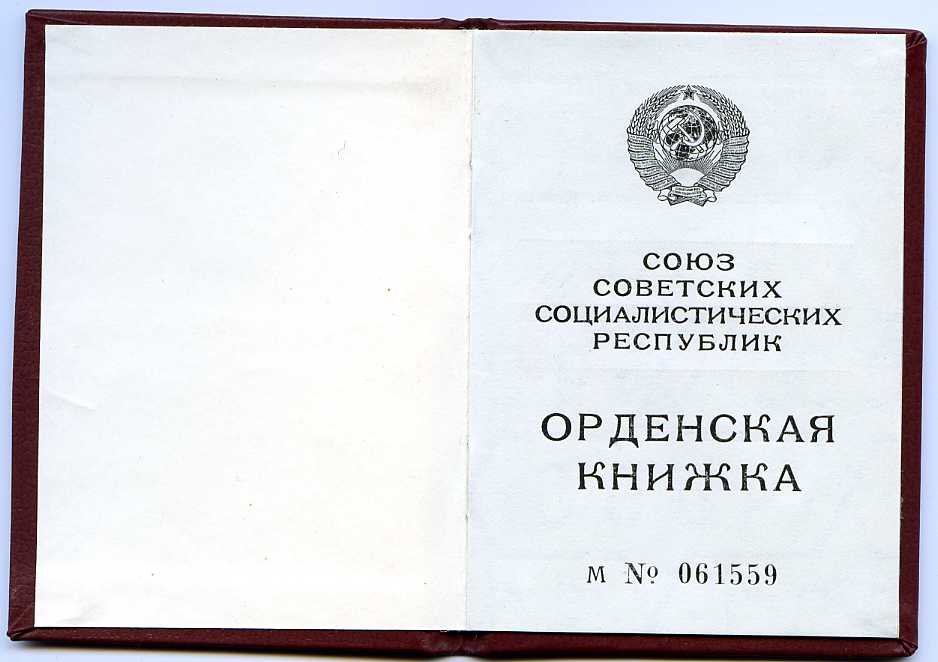 СОЮЗ
СОВЕТСКИХ
СОЦИАЛИСТИЧЕСКИХ
РЕСПУБЛИК
ОРДЕНСКАЯ
КНИЖКА
м № 061559